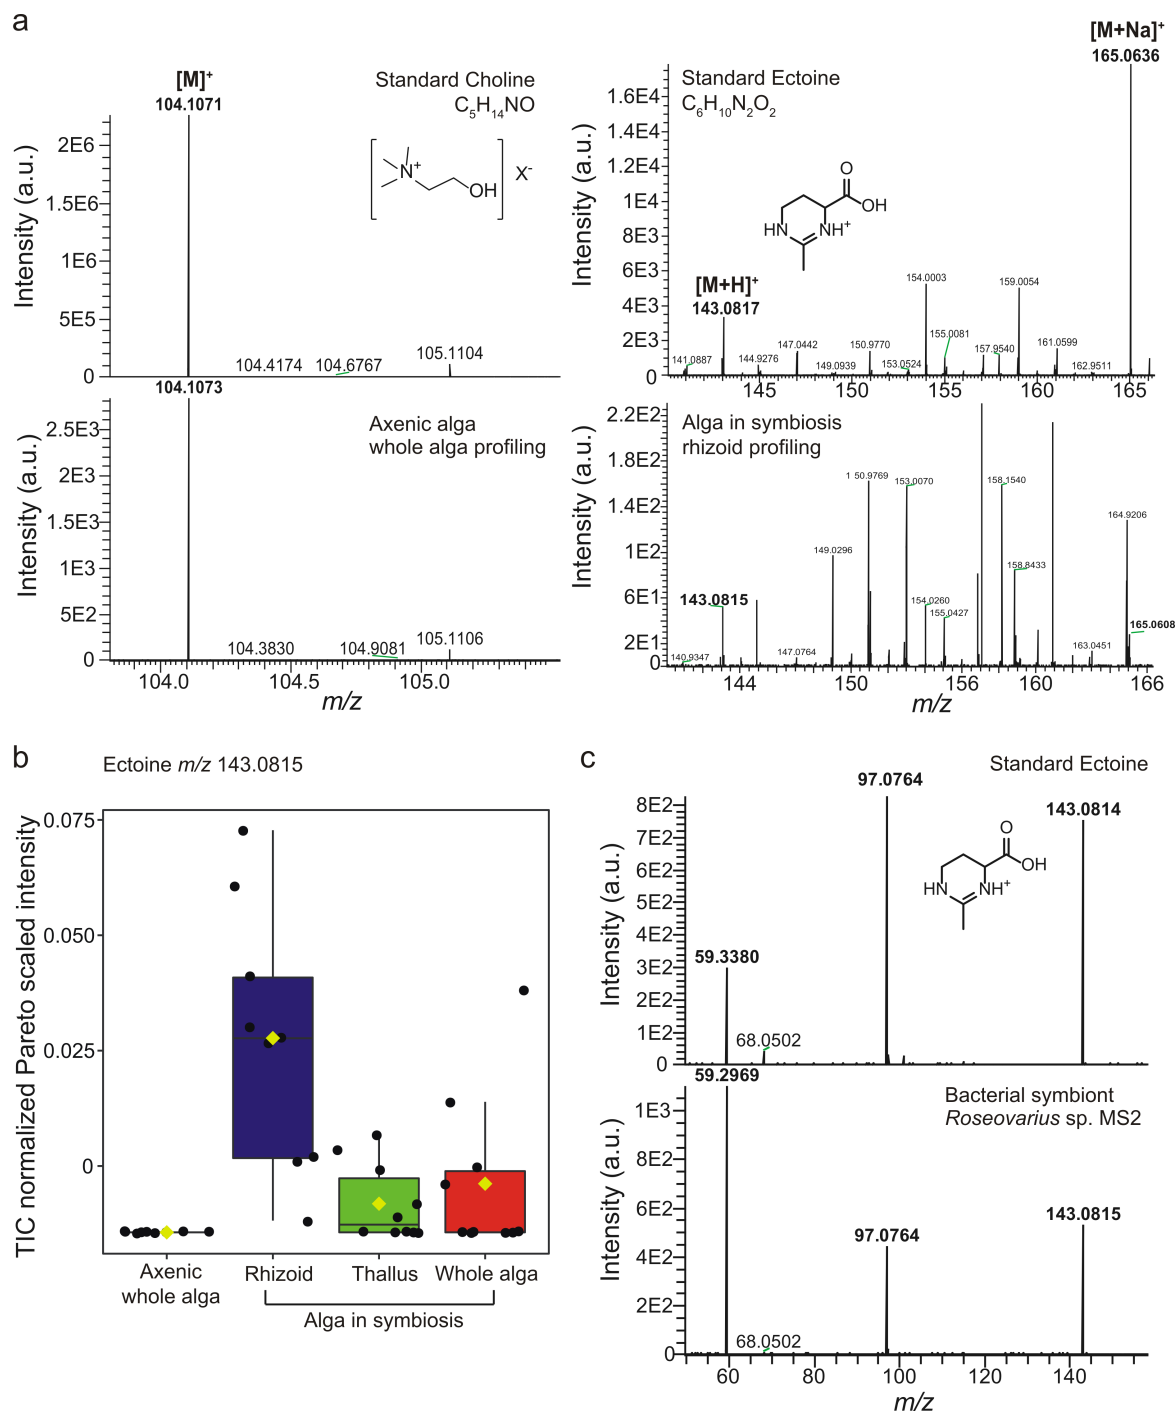 a
[M]⁺
104.1071
Standard Choline
C₅H₁₄NO
N⁺
OH
X⁻
Intensity (a.u.)
2E6
1.5E6
1E6
5E5
0
104.4174
104.6767
105.1104
104.1073
Axenic alga
whole alga profiling
Intensity (a.u.)
2.5E3
2E3
1.5E3
1E3
5E2
0
104.3830
104.9081
105.1106
104.0
104.5
105.0
m/z
[M+Na]⁺
165.0636
Standard Ectoine
C₆H₁₀N₂O₂
O
OH
HN
NH⁺
Intensity (a.u.)
1.6E4
1.4E4
1.2E4
1E4
8E3
6E3
4E3
2E3
0
[M+H]⁺
143.0817
141.0887
144.9276
147.0442
149.0939
150.9770
153.0524
154.0003
155.0081
157.9540
159.0054
161.0599
162.9511
145
150
155
160
165
Alga in symbiosis
rhizoid profiling
Intensity (a.u.)
2.2E2
1.8E2
1.4E2
1E2
6E1
2E1
0
140.9347
143.0815
147.0764
149.0296
1 50.9769
153.0070
154.0260
155.0427
158.1540
158.8433
163.0451
164.9206
165.0608
144
150
156
160
166
m/z
b
Ectoine m/z 143.0815
TIC normalized Pareto scaled intensity
0.075
0.050
0.025
0
Axenic
whole alga
Rhizoid
Thallus
Whole alga
Alga in symbiosis
c
Standard Ectoine
97.0764
143.0814
59.3380
68.0502
O
OH
HN
NH⁺
Intensity (a.u.)
8E2
7E2
6E2
5E2
4E2
3E2
2E2
1E2
0
59.2969
Bacterial symbiont
Roseovarius sp. MS2
97.0764
143.0815
68.0502
Intensity (a.u.)
1E3
8E2
6E2
4E2
2E2
0
60
80
100
120
140
m/z